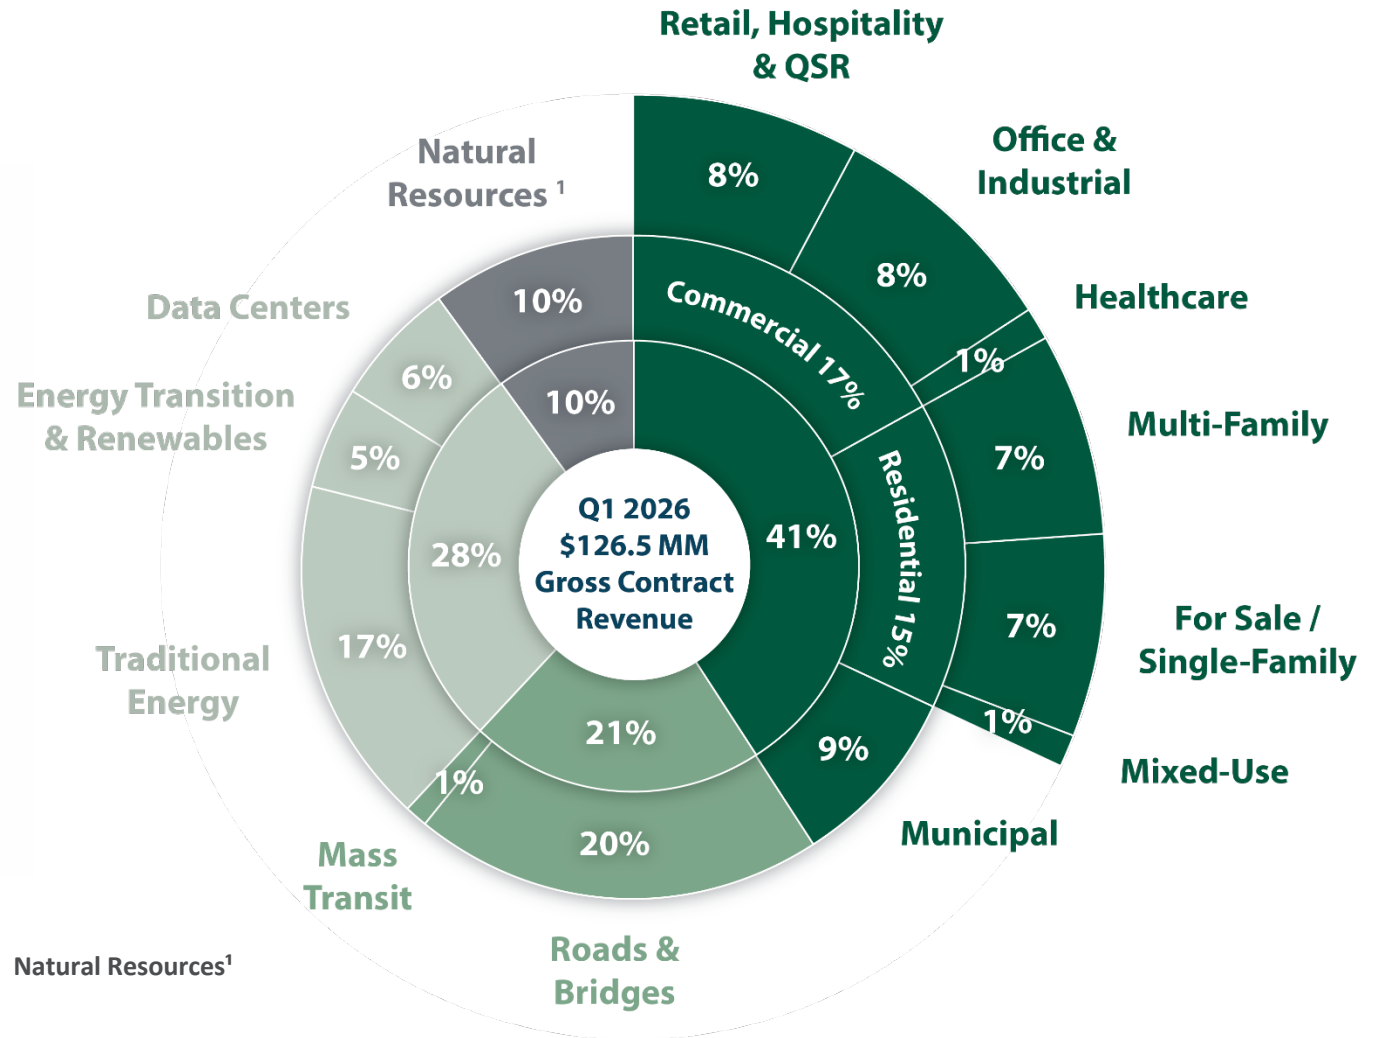 Retail, Hospitality
& QSR
Office &
Industrial
Healthcare
Multi-Family
For Sale /
Single-Family
Mixed-Use
Municipal
Roads &
Bridges
Mass
Transit
Traditional
Energy
Energy Transition
& Renewables
Data Centers
Natural
Resources ¹
8%
8%
1%
7%
7%
1%
Commercial 17%
Residential 15%
9%
20%
1%
17%
5%
6%
10%
10%
41%
21%
28%
Q1 2026
$126.5 MM
Gross Contract
Revenue
Natural Resources¹